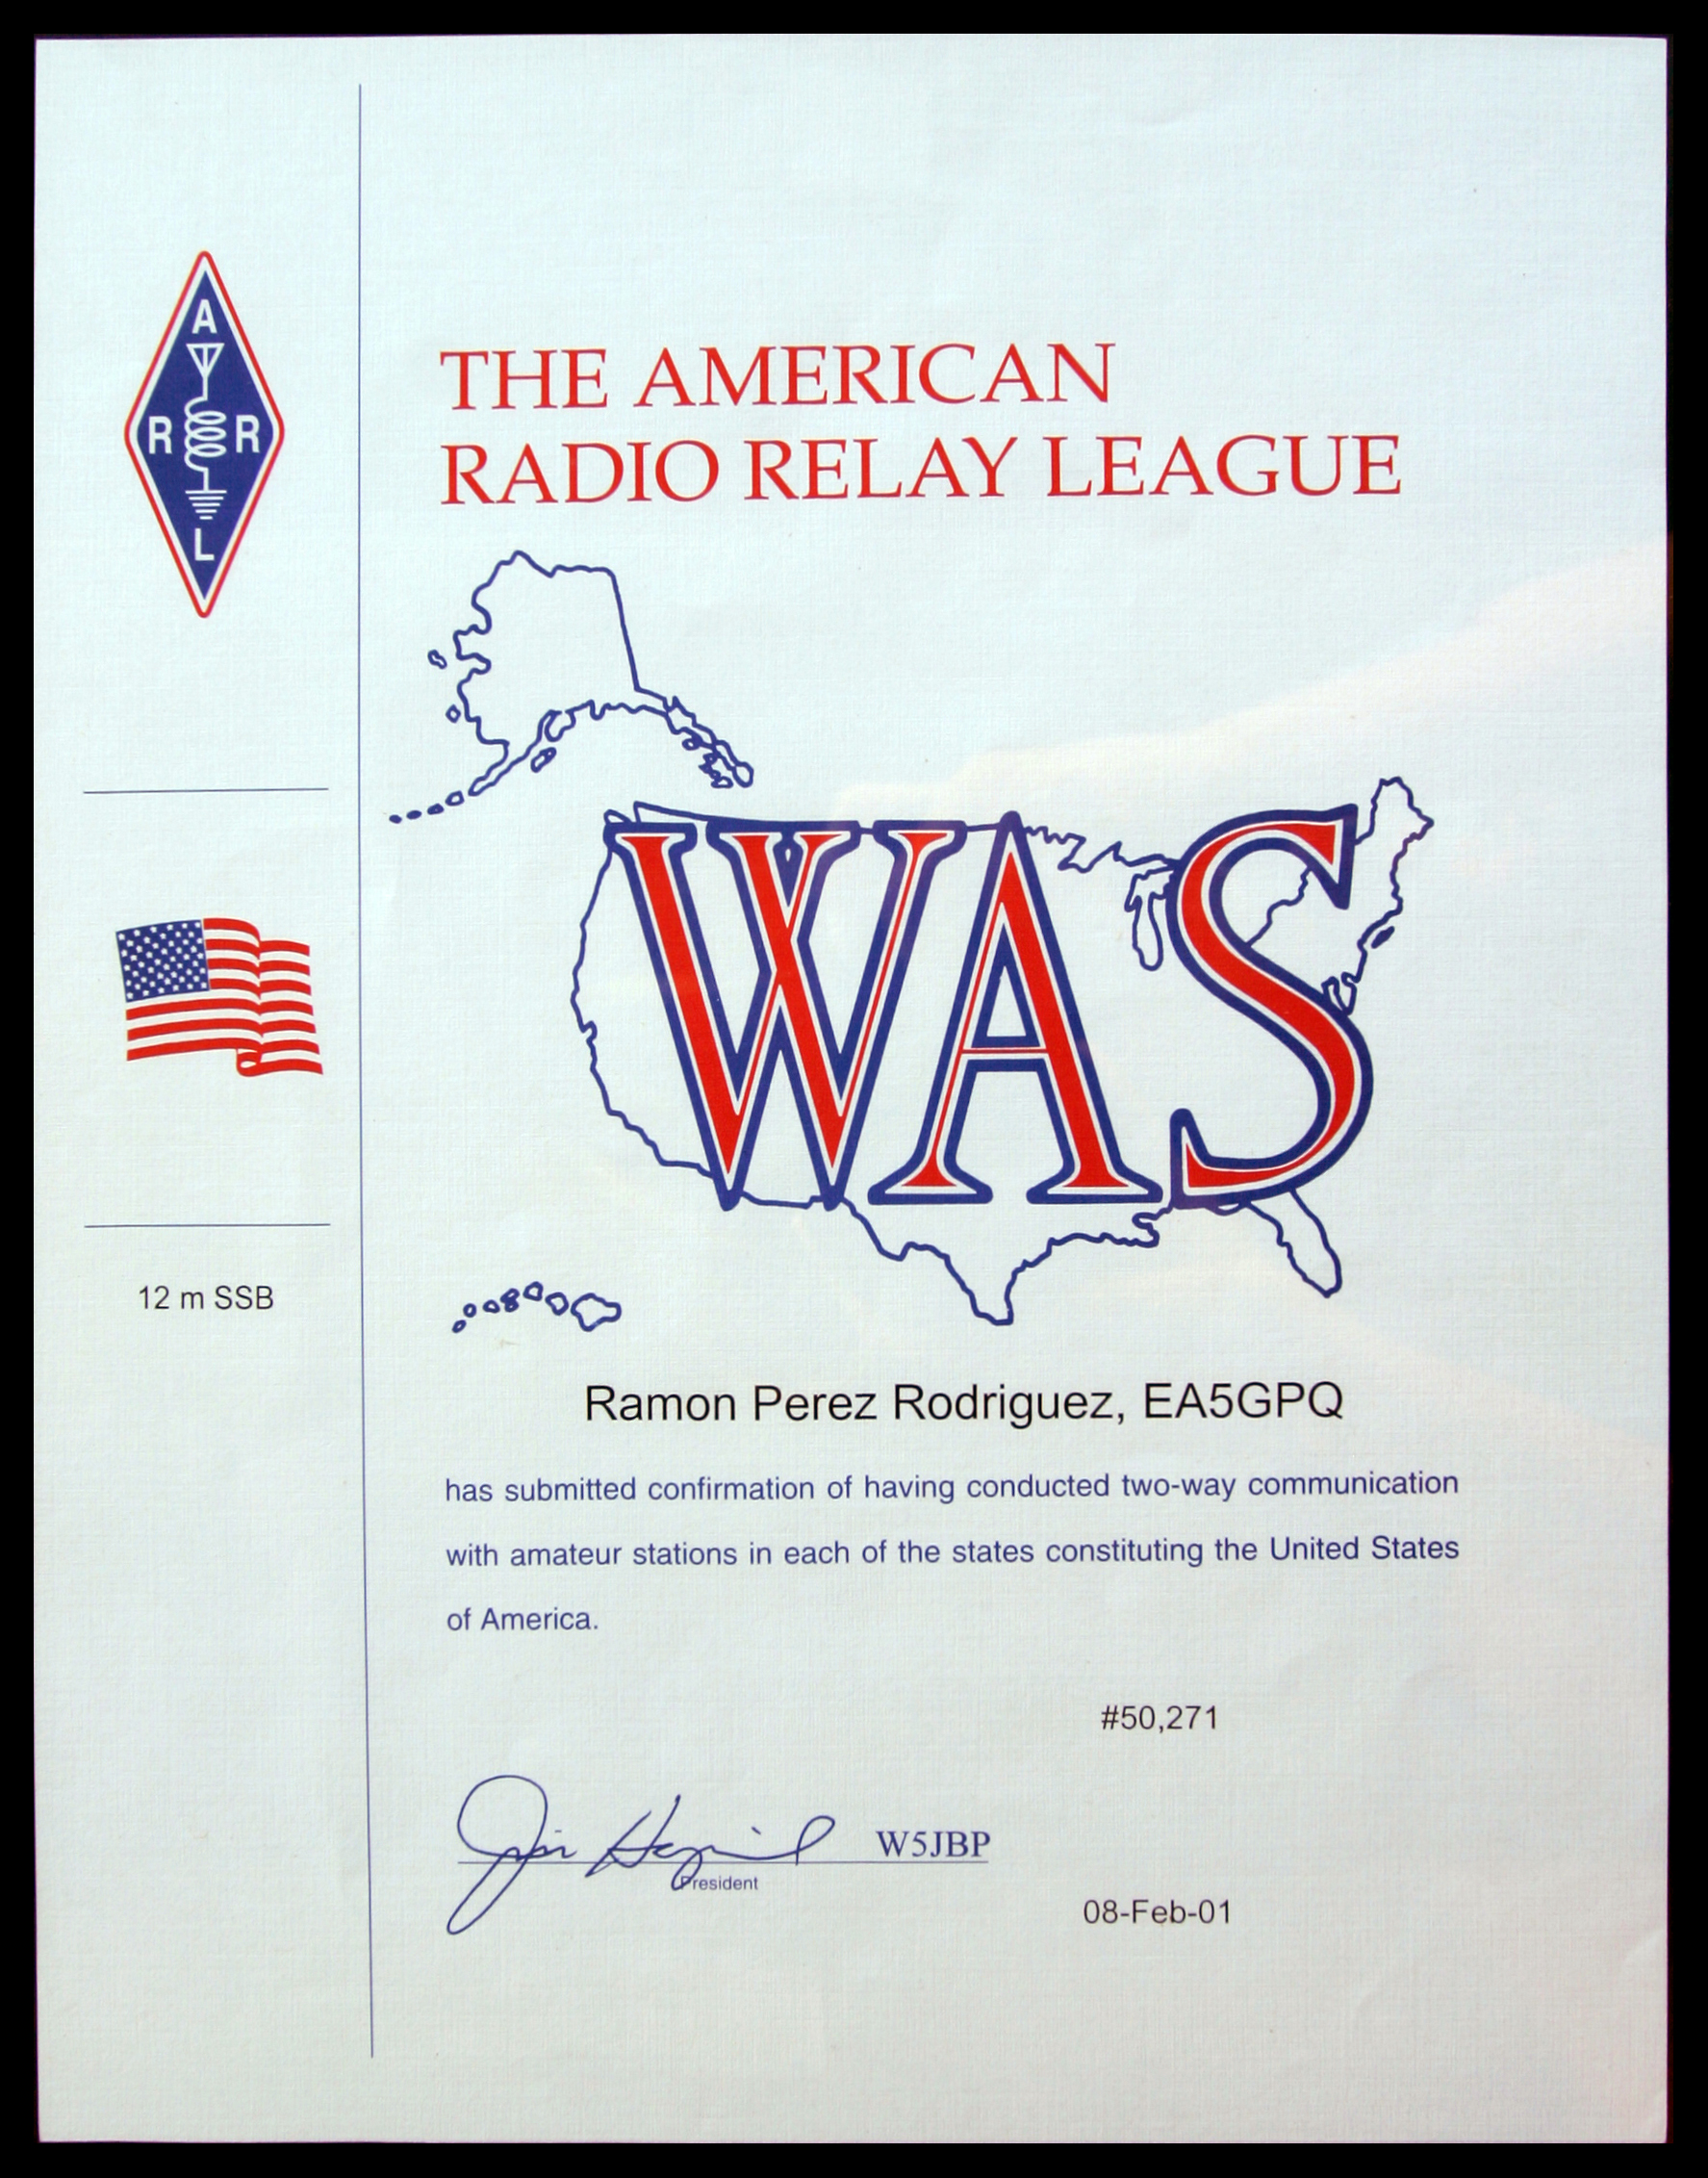 A
R R
L
THE AMERICAN
RADIO RELAY LEAGUE
WAS
12 m SSB
Ramon Perez Rodriguez, EA5GPQ
has submitted confirmation of having conducted two-way communication
with amateur stations in each of the states constituting the United States
of America.
#50,271
Jim Haynie W5JBP
President
08-Feb-01